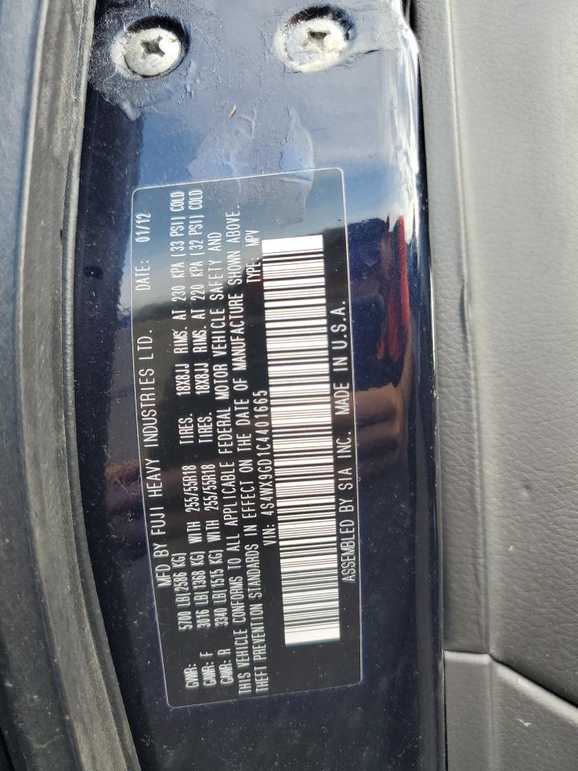 MFD BY FUJI HEAVY INDUSTRIES LTD. DATE: 01/12
GVWR: 5700 LB(2586 KG)
GAWR: F 3016 LB(1368 KG) WITH 255/55R18 TIRES. 18X8JJ RIMS. AT 230 KPA (33 PSI) COLD
GAWR: R 3340 LB(1515 KG) WITH 255/55R18 TIRES. 18X8JJ RIMS. AT 220 KPA (32 PSI) COLD
THIS VEHICLE CONFORMS TO ALL APPLICABLE FEDERAL MOTOR VEHICLE SAFETY AND
THEFT PREVENTION STANDARDS IN EFFECT ON THE DATE OF MANUFACTURE SHOWN ABOVE.
VIN: 4S4WX9GD1C4401665 TYPE: MPV
ASSEMBLED BY SIA INC. MADE IN U.S.A.